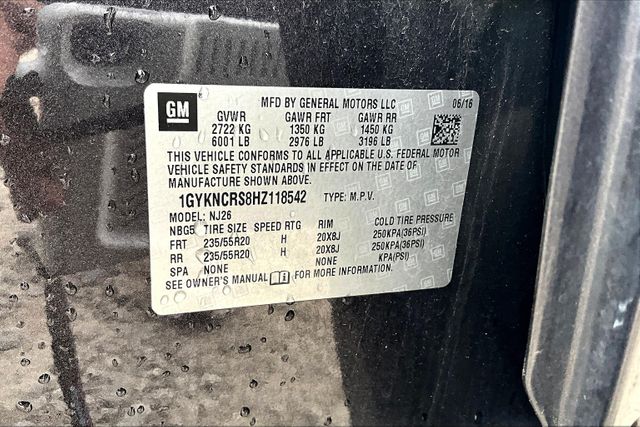 GM
MFD BY GENERAL MOTORS LLC 06/16
GVWR GAWR FRT GAWR RR
2722 KG 1350 KG 1450 KG
6001 LB 2976 LB 3196 LB
THIS VEHICLE CONFORMS TO ALL APPLICABLE U.S. FEDERAL MOTOR
VEHICLE SAFETY STANDARDS IN EFFECT ON THE DATE OF
MANUFACTURE SHOWN ABOVE.
1GYKNCRS8HZ118542 TYPE: M.P.V.
MODEL: NJ26
NBG5 TIRE SIZE SPEED RTG RIM COLD TIRE PRESSURE
FRT 235/55R20 H 20X8J 250KPA(36PSI)
RR 235/55R20 H 20X8J 250KPA(36PSI)
SPA NONE NONE KPA(PSI)
SEE OWNER'S MANUAL FOR MORE INFORMATION.